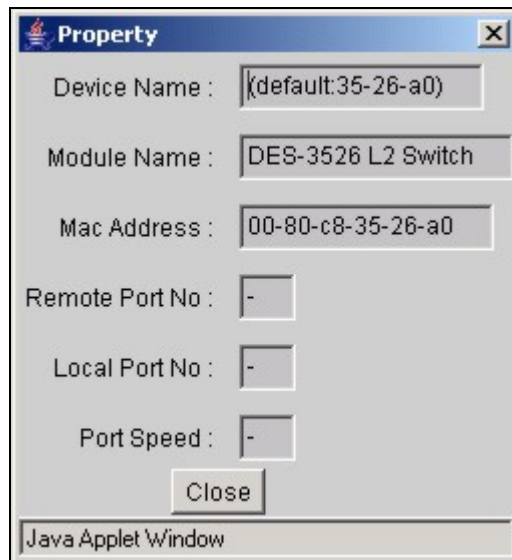 Property
Device Name : (default:35-26-a0)
Module Name : DES-3526 L2 Switch
Mac Address : 00-80-c8-35-26-a0
Remote Port No : -
Local Port No : -
Port Speed : -
Close
Java Applet Window